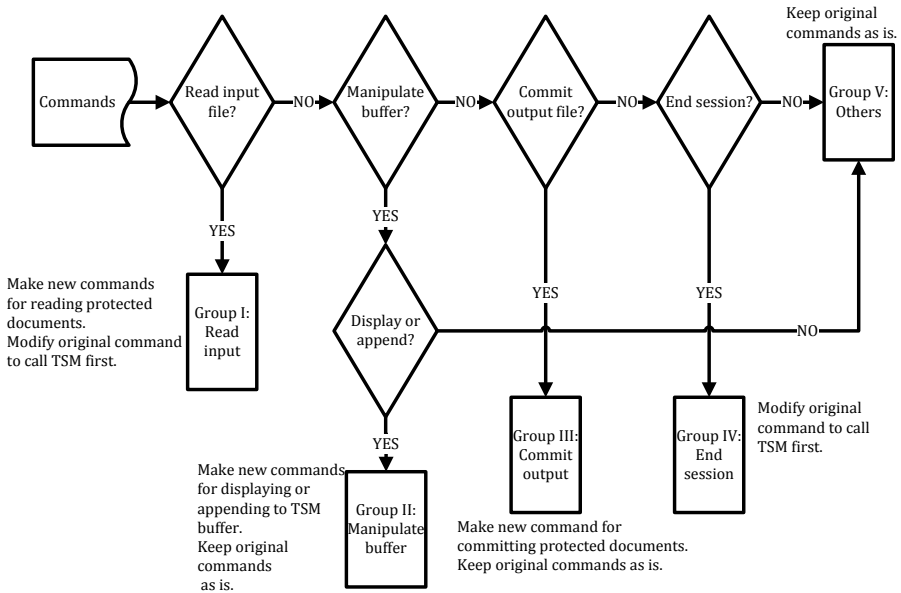 Keep original
commands as is.
Commands
Read input
file?
NO
Manipulate
buffer?
NO
Commit
output file?
NO
End session?
NO
Group V:
Others
YES
YES
Make new commands
for reading protected
documents.
Modify original command
to call TSM first.
Group I:
Read
input
Display or
append?
NO
YES
YES
YES
Make new commands
for displaying or
appending to TSM
buffer.
Keep original
commands
as is.
Group II:
Manipulate
buffer
Group III:
Commit
output
Make new command for
committing protected documents.
Keep original commands as is.
Group IV:
End
session
Modify original
command to call
TSM first.